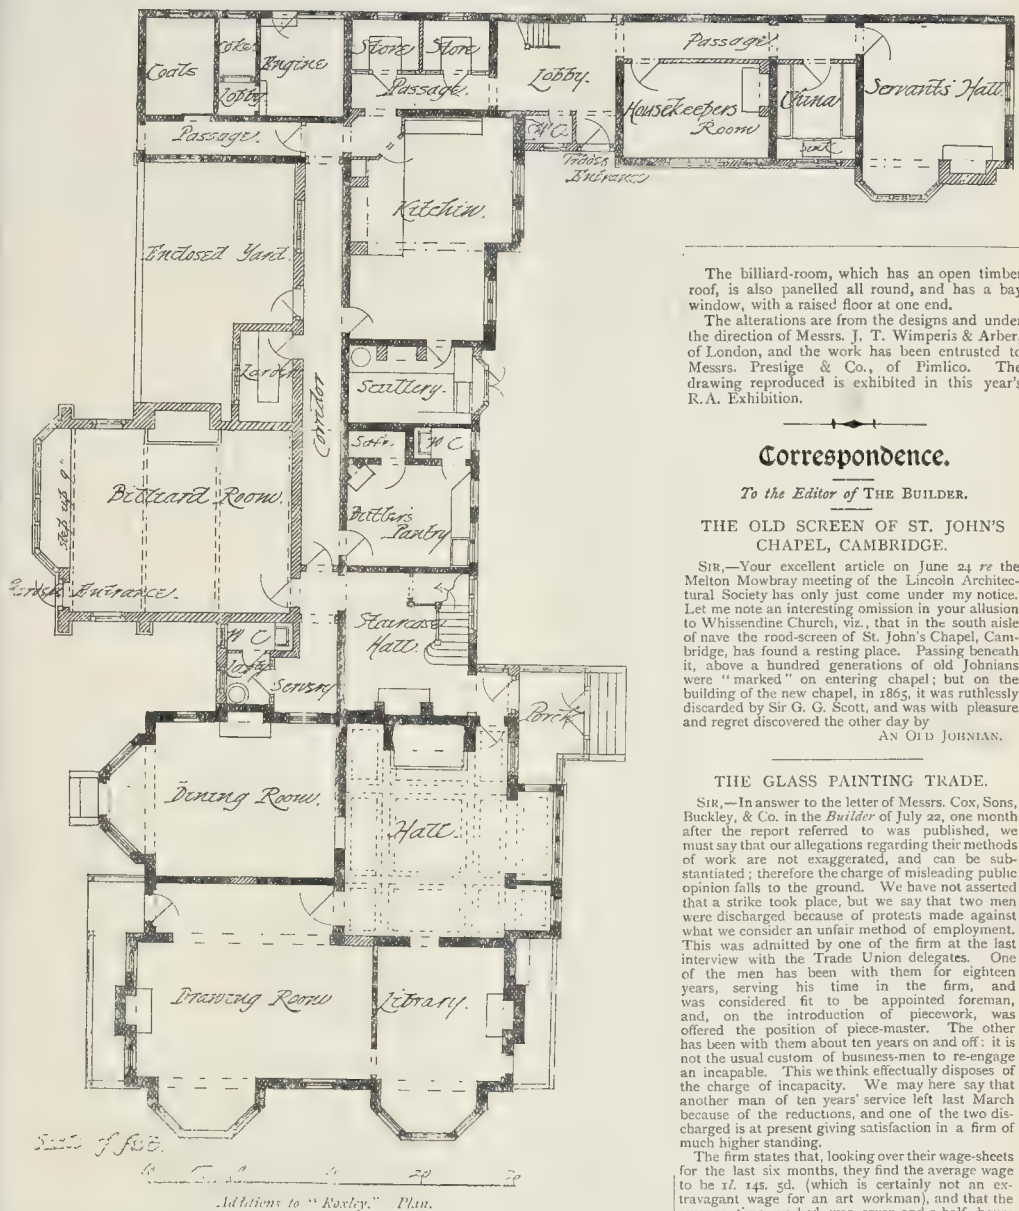 Coals
Coke
Lobby
Engine
Store
Store
Passage.
Lobby.
Passage.
Housekeepers
Room
China
Sink
Servants' Hall.
Passage.
W C.
Trades
Entrance
Kitchin.
Enclosed Yard.
Larder
Corridor
Scullery.
Safe.
W C
Butler's
Pantry
Billiard Room.
Step up 9"
Entrance.
W C
Lavy
Servery
Staircase
Hall.
Porch
Dining Room.
Hall.
Drawing Room
Library.
Scale of feet.
Additions to "Roxley." Plan.
The billiard-room, which has an open timber
roof, is also panelled all round, and has a bay
window, with a raised floor at one end.
The alterations are from the designs and under
the direction of Messrs. J. T. Wimperis & Arber,
of London, and the work has been entrusted to
Messrs. Prestige & Co., of Pimlico. The
drawing reproduced is exhibited in this year's
R.A. Exhibition.
Correspondence.
To the Editor of THE BUILDER.
THE OLD SCREEN OF ST. JOHN'S
CHAPEL, CAMBRIDGE.
SIR,—Your excellent article on June 24 re the
Melton Mowbray meeting of the Lincoln Architec-
tural Society has only just come under my notice.
Let me note an interesting omission in your allusion
to Whissendine Church, viz., that in the south aisle
of nave the rood-screen of St. John's Chapel, Cam-
bridge, has found a resting place. Passing beneath
it, above a hundred generations of old Johnians
were "marked" on entering chapel; but on the
building of the new chapel, in 1865, it was ruthlessly
discarded by Sir G. G. Scott, and was with pleasure
and regret discovered the other day by
AN OLD JOHNIAN.
THE GLASS PAINTING TRADE.
SIR,—In answer to the letter of Messrs. Cox, Sons,
Buckley, & Co. in the Builder of July 22, one month
after the report referred to was published, we
must say that our allegations regarding their methods
of work are not exaggerated, and can be sub-
stantiated; therefore the charge of misleading public
opinion falls to the ground. We have not asserted
that a strike took place, but we say that two men
were discharged because of protests made against
what we consider an unfair method of employment.
This was admitted by one of the firm at the last
interview with the Trade Union delegates. One
of the men has been with them for eighteen
years, serving his time in the firm, and
was considered fit to be appointed foreman,
and, on the introduction of piecework, was
offered the position of piece-master. The other
has been with them about ten years on and off: it is
not the usual custom of business-men to re-engage
an incapable. This we think effectually disposes of
the charge of incapacity. We may here say that
another man of ten years' service left last March
because of the reductions, and one of the two dis-
charged is at present giving satisfaction in a firm of
much higher standing.
The firm states that, looking over their wage-sheets
for the last six months, they find the average wage
to be 1l. 14s. 5d. (which is certainly not an ex-
travagant wage for an art workman), and that the